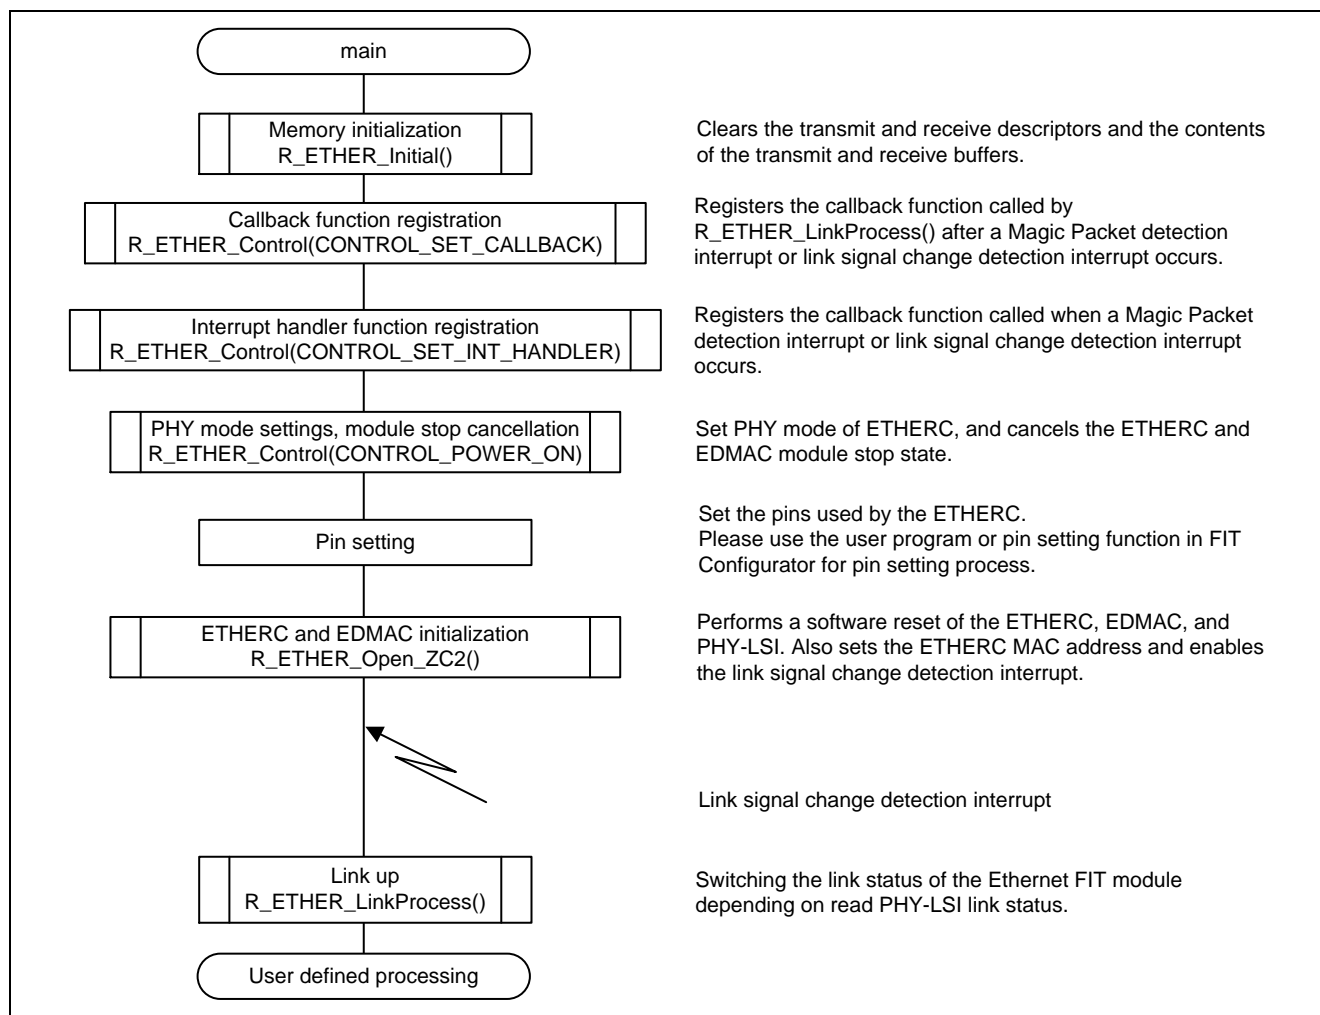 main
Memory initialization
R_ETHER_Initial()
Clears the transmit and receive descriptors and the contents
of the transmit and receive buffers.
Callback function registration
R_ETHER_Control(CONTROL_SET_CALLBACK)
Registers the callback function called by
R_ETHER_LinkProcess() after a Magic Packet detection
interrupt or link signal change detection interrupt occurs.
Interrupt handler function registration
R_ETHER_Control(CONTROL_SET_INT_HANDLER)
Registers the callback function called when a Magic Packet
detection interrupt or link signal change detection interrupt
occurs.
PHY mode settings, module stop cancellation
R_ETHER_Control(CONTROL_POWER_ON)
Set PHY mode of ETHERC, and cancels the ETHERC and
EDMAC module stop state.
Pin setting
Set the pins used by the ETHERC.
Please use the user program or pin setting function in FIT
Configurator for pin setting process.
ETHERC and EDMAC initialization
R_ETHER_Open_ZC2()
Performs a software reset of the ETHERC, EDMAC, and
PHY-LSI. Also sets the ETHERC MAC address and enables
the link signal change detection interrupt.
Link signal change detection interrupt
Link up
R_ETHER_LinkProcess()
Switching the link status of the Ethernet FIT module
depending on read PHY-LSI link status.
User defined processing